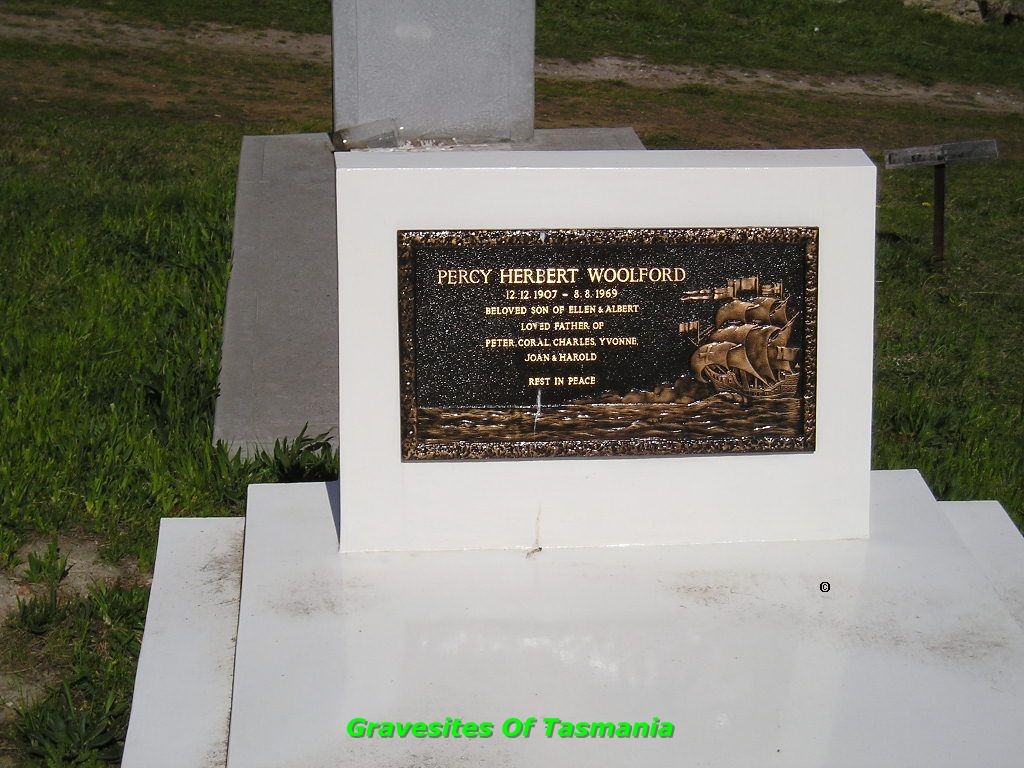 PERCY HERBERT WOOLFORD
12.12.1907 - 8.8.1969
BELOVED SON OF ELLEN & ALBERT
LOVED FATHER OF
PETER, CORAL, CHARLES, YVONNE,
JOAN & HAROLD
REST IN PEACE
©
Gravesites Of Tasmania